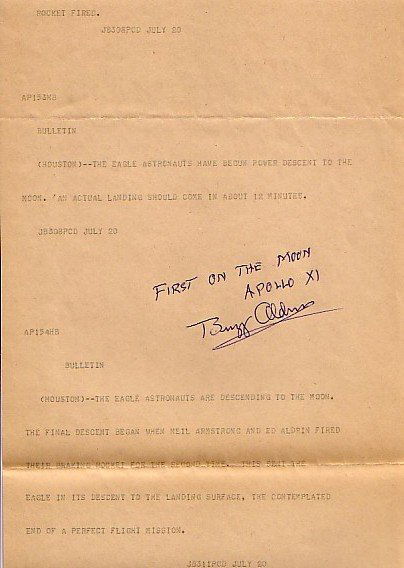 ROCKET FIRED.
JB308PCD JULY 20
AP153HB
BULLETIN
(HOUSTON)--THE EAGLE ASTRONAUTS HAVE BEGUN POWER DESCENT TO THE
MOON. AN ACTUAL LANDING SHOULD COME IN ABOUT 12 MINUTES.
JB308PCD JULY 20
FIRST ON THE MOON
APOLLO XI
Buzz Aldrin
AP154HB
BULLETIN
(HOUSTON)--THE EAGLE ASTRONAUTS ARE DESCENDING TO THE MOON.
THE FINAL DESCENT BEGAN WHEN NEIL ARMSTRONG AND ED ALDRIN FIRED
THEIR BRAKING ROCKET FOR THE SECOND TIME. THIS SENT THE
EAGLE IN ITS DESCENT TO THE LANDING SURFACE, THE CONTEMPLATED
END OF A PERFECT FLIGHT MISSION.
JB311PCD JULY 20